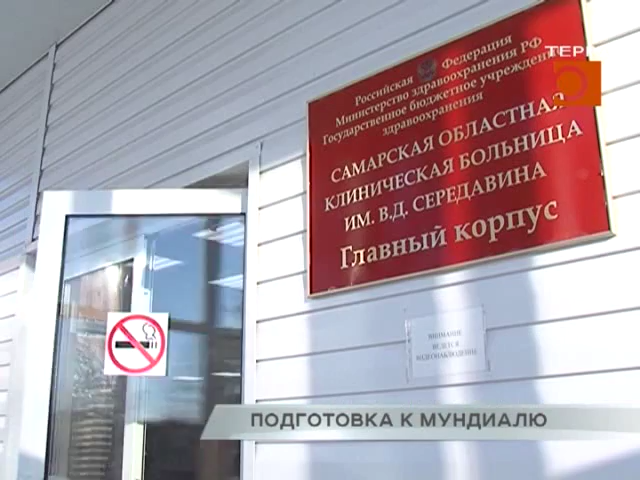 ТЕР
Российская Федерация
Министерство здравоохранения РФ
Государственное бюджетное учреждение
здравоохранения
САМАРСКАЯ ОБЛАСТНАЯ
КЛИНИЧЕСКАЯ БОЛЬНИЦА
ИМ. В.Д. СЕРЕДАВИНА
Главный корпус
ВНИМАНИЕ
ВЕДЕТСЯ
ВИДЕОНАБЛЮДЕНИЕ
ПОДГОТОВКА К МУНДИАЛЮ